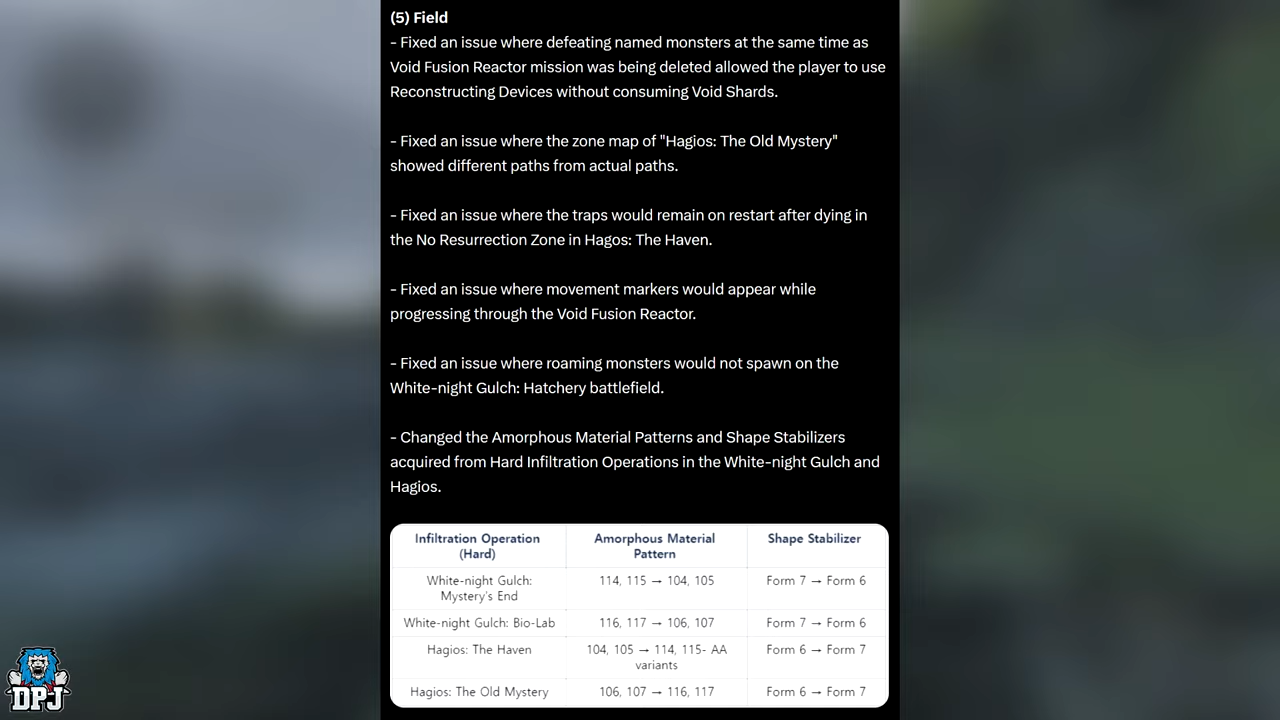 (5) Field
- Fixed an issue where defeating named monsters at the same time as
Void Fusion Reactor mission was being deleted allowed the player to use
Reconstructing Devices without consuming Void Shards.
- Fixed an issue where the zone map of "Hagios: The Old Mystery"
showed different paths from actual paths.
- Fixed an issue where the traps would remain on restart after dying in
the No Resurrection Zone in Hagos: The Haven.
- Fixed an issue where movement markers would appear while
progressing through the Void Fusion Reactor.
- Fixed an issue where roaming monsters would not spawn on the
White-night Gulch: Hatchery battlefield.
- Changed the Amorphous Material Patterns and Shape Stabilizers
acquired from Hard Infiltration Operations in the White-night Gulch and
Hagios.
Infiltration Operation (Hard) Amorphous Material Pattern Shape Stabilizer
White-night Gulch: Mystery's End 114, 115 → 104, 105 Form 7 → Form 6
White-night Gulch: Bio-Lab 116, 117 → 106, 107 Form 7 → Form 6
Hagios: The Haven 104, 105 → 114, 115- AA variants Form 6 → Form 7
Hagios: The Old Mystery 106, 107 → 116, 117 Form 6 → Form 7
DPJ